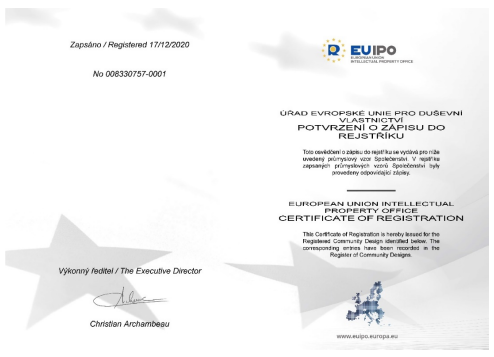 Zapsáno / Registered 17/12/2020
No 008330757-0001
Výkonný ředitel / The Executive Director
Christian Archambeau
EUIPO
EUROPEAN UNION
INTELLECTUAL PROPERTY OFFICE
ÚŘAD EVROPSKÉ UNIE PRO DUŠEVNÍ
VLASTNICTVÍ
POTVRZENÍ O ZÁPISU DO
REJSTŘÍKU
Toto osvědčení o zápisu do rejstříku se vydává pro níže
uvedený průmyslový vzor Společenství. V rejstříku
zapsaných průmyslových vzorů Společenství byly
provedeny odpovídající zápisy.
EUROPEAN UNION INTELLECTUAL
PROPERTY OFFICE
CERTIFICATE OF REGISTRATION
This Certificate of Registration is hereby issued for the
Registered Community Design identified below. The
corresponding entries have been recorded in the
Register of Community Designs.
www.euipo.europa.eu